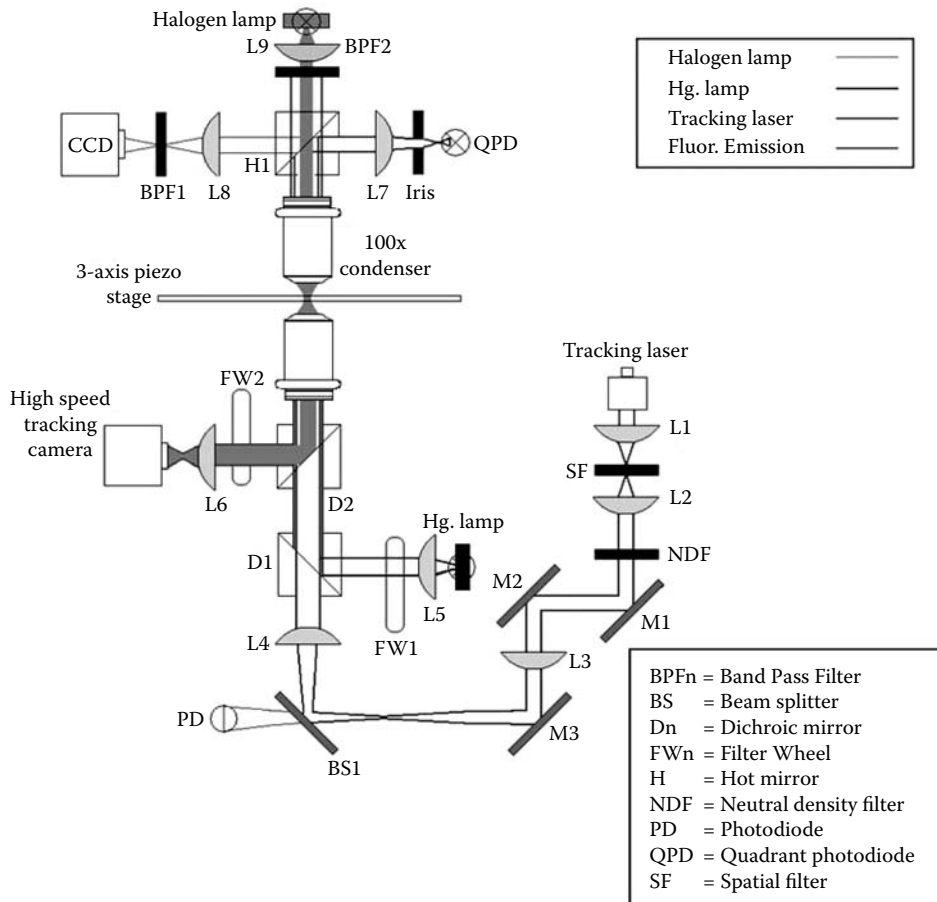 Halogen lamp
L9
BPF2
CCD
H1
QPD
BPF1
L8
L7
Iris
100x
condenser
3-axis piezo
stage
Halogen lamp
Hg. lamp
Tracking laser
Fluor. Emission
Tracking laser
FW2
High speed
tracking
camera
L1
SF
L2
L6
D2
Hg. lamp
NDF
D1
M2
L5
M1
L4
FW1
L3
PD
M3
BS1
BPFn = Band Pass Filter
BS = Beam splitter
Dn = Dichroic mirror
FWn = Filter Wheel
H = Hot mirror
NDF = Neutral density filter
PD = Photodiode
QPD = Quadrant photodiode
SF = Spatial filter